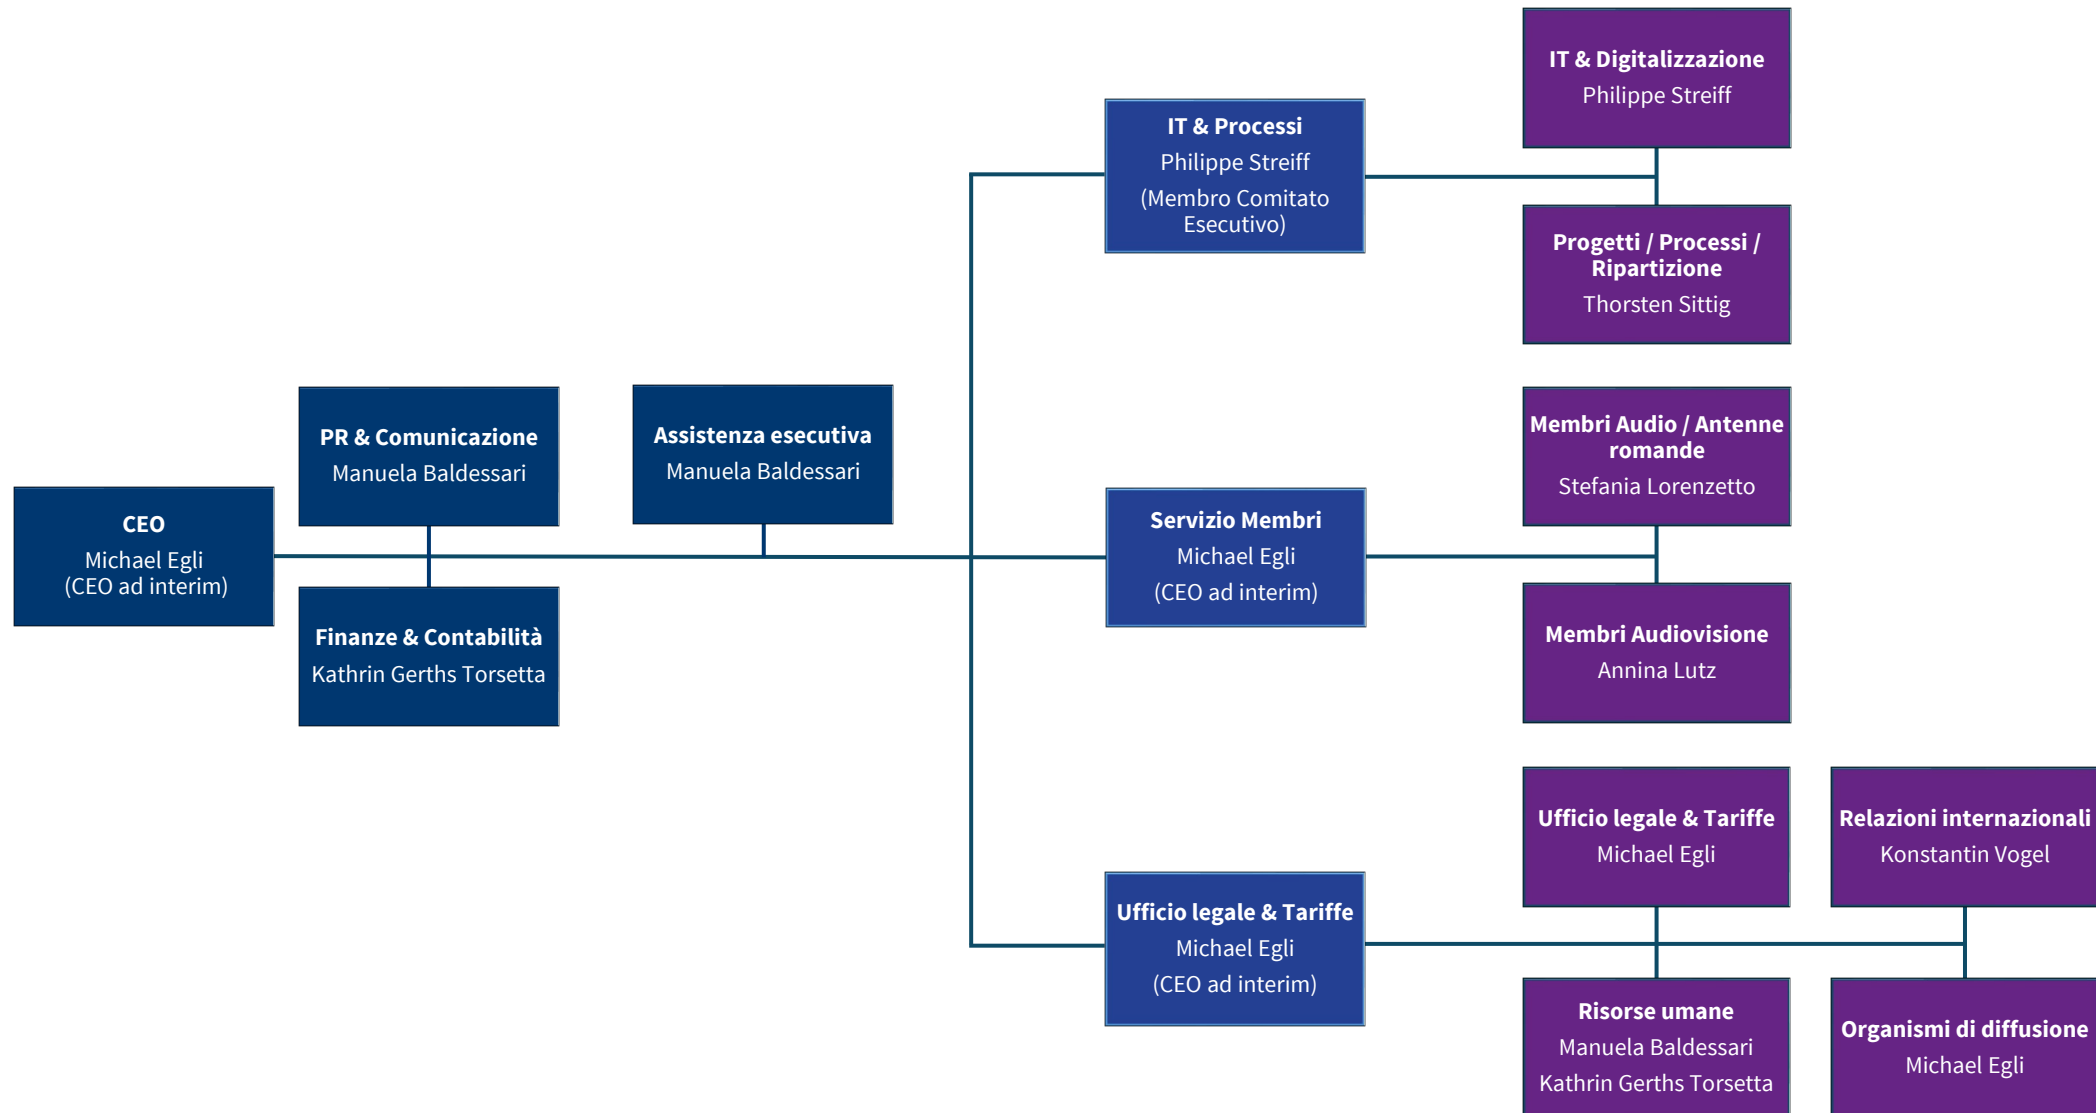 CEO
Michael Egli
(CEO ad interim)
PR & Comunicazione
Manuela Baldessari
Finanze & Contabilità
Kathrin Gerths Torsetta
Assistenza esecutiva
Manuela Baldessari
IT & Processi
Philippe Streiff
(Membro Comitato
Esecutivo)
IT & Digitalizzazione
Philippe Streiff
Progetti / Processi /
Ripartizione
Thorsten Sittig
Servizio Membri
Michael Egli
(CEO ad interim)
Membri Audio / Antenne
romande
Stefania Lorenzetto
Membri Audiovisione
Annina Lutz
Ufficio legale & Tariffe
Michael Egli
(CEO ad interim)
Ufficio legale & Tariffe
Michael Egli
Relazioni internazionali
Konstantin Vogel
Risorse umane
Manuela Baldessari
Kathrin Gerths Torsetta
Organismi di diffusione
Michael Egli